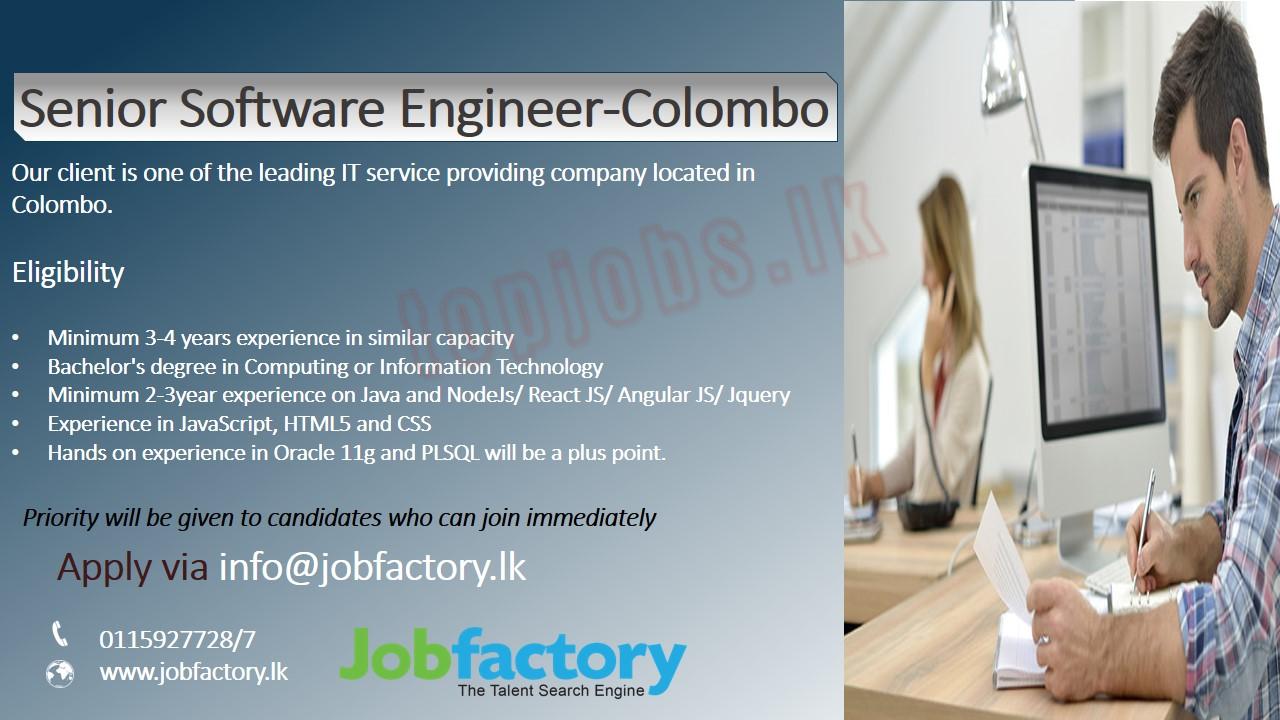 Senior Software Engineer-Colombo
Our client is one of the leading IT service providing company located in
Colombo.
topjobs.lk
Eligibility
• Minimum 3-4 years experience in similar capacity
• Bachelor's degree in Computing or Information Technology
• Minimum 2-3year experience on Java and NodeJs/ React JS/ Angular JS/ Jquery
• Experience in JavaScript, HTML5 and CSS
• Hands on experience in Oracle 11g and PLSQL will be a plus point.
Priority will be given to candidates who can join immediately
Apply via info@jobfactory.lk
0115927728/7
www.jobfactory.lk
Jobfactory
The Talent Search Engine